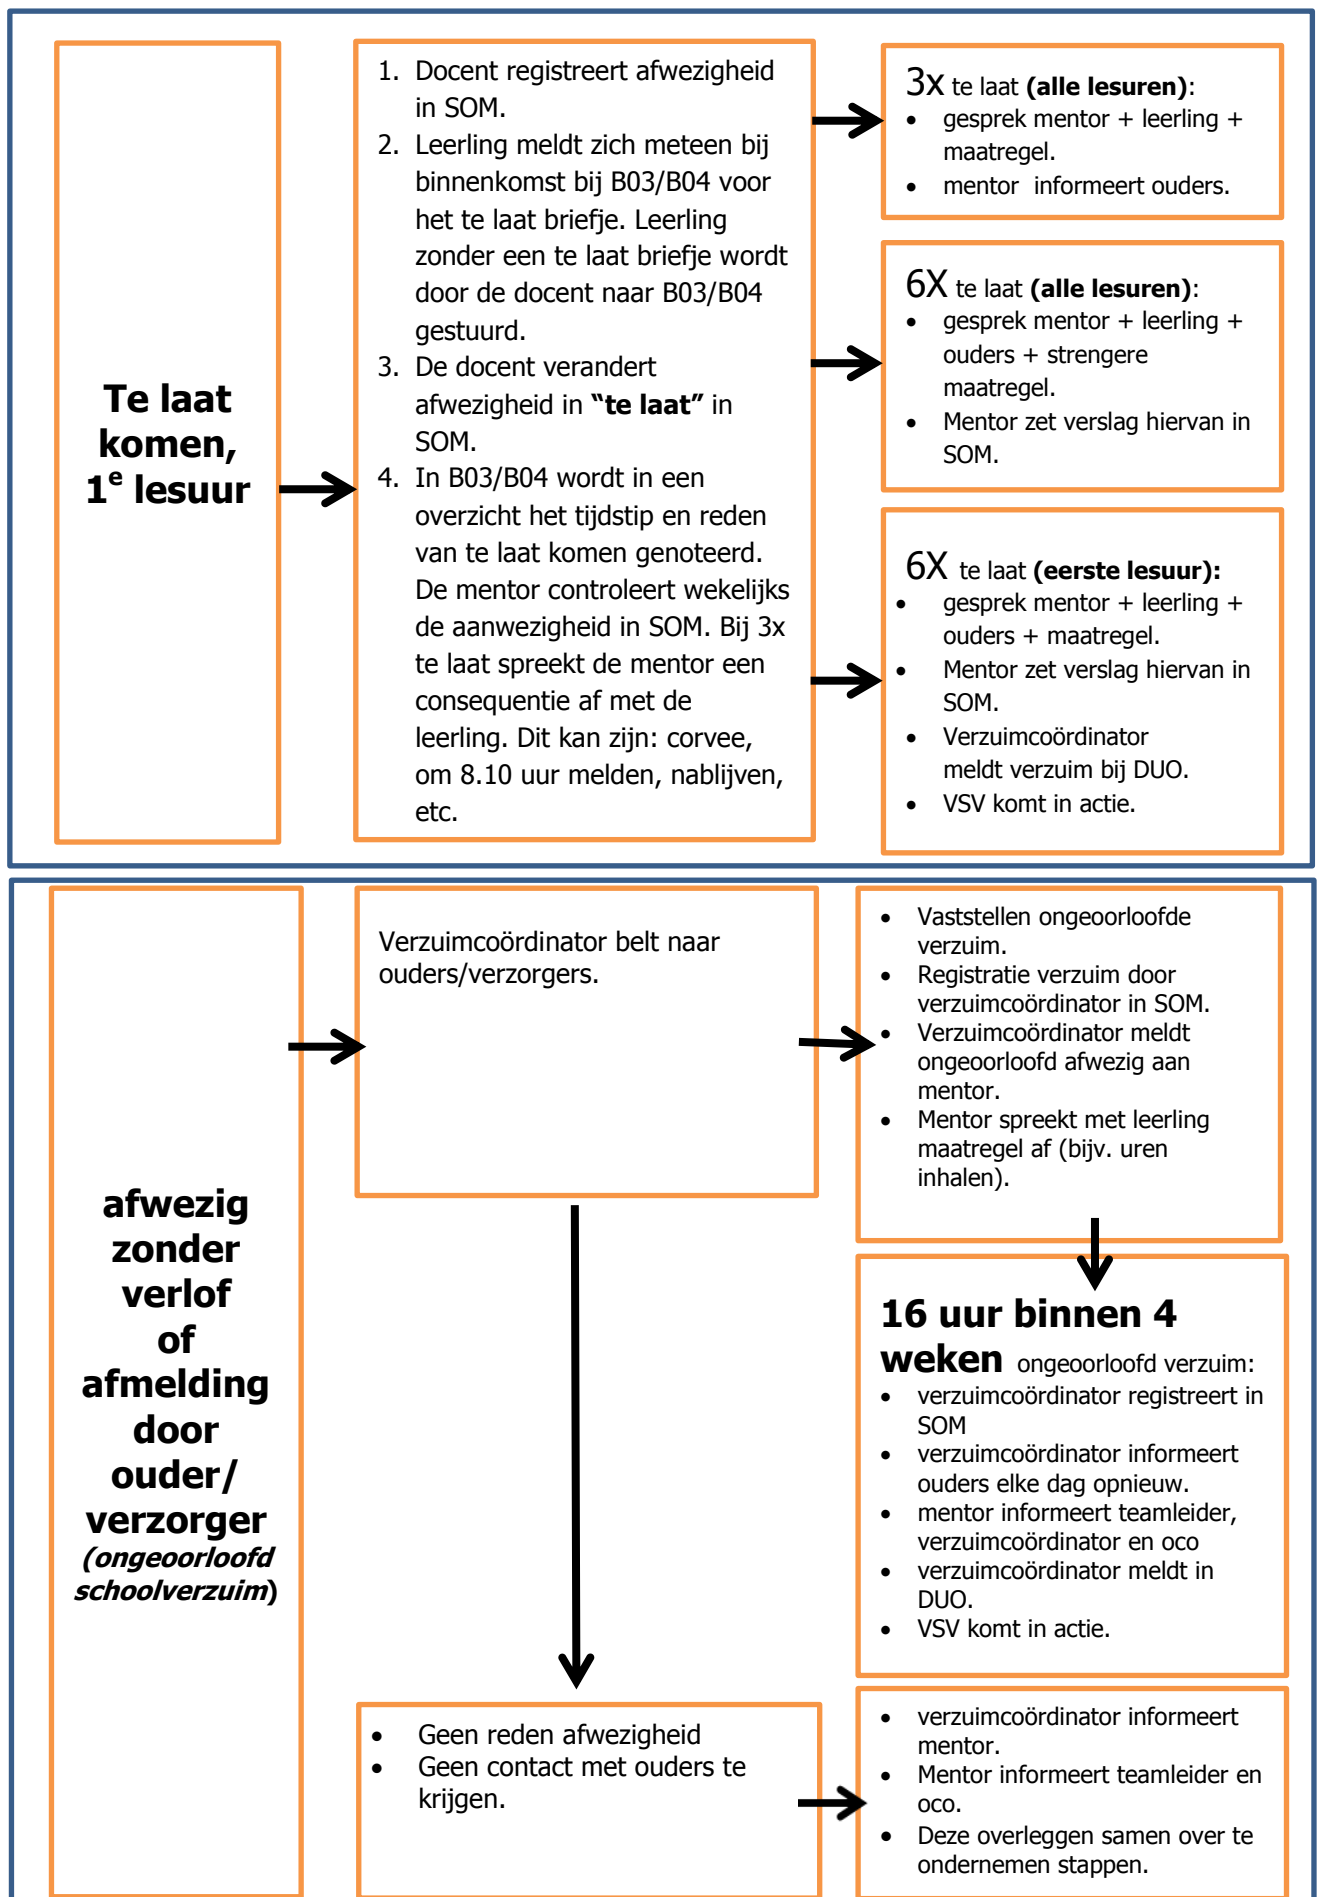 Te laat
komen,
1e lesuur
1. Docent registreert afwezigheid
in SOM.
2. Leerling meldt zich meteen bij
binnenkomst bij B03/B04 voor
het te laat briefje. Leerling
zonder een te laat briefje wordt
door de docent naar B03/B04
gestuurd.
3. De docent verandert
afwezigheid in “te laat” in
SOM.
4. In B03/B04 wordt in een
overzicht het tijdstip en reden
van te laat komen genoteerd.
De mentor controleert wekelijks
de aanwezigheid in SOM. Bij 3x
te laat spreekt de mentor een
consequentie af met de
leerling. Dit kan zijn: corvee,
om 8.10 uur melden, nablijven,
etc.
3X te laat (alle lesuren):
• gesprek mentor + leerling +
maatregel.
• mentor informeert ouders.
6X te laat (alle lesuren):
• gesprek mentor + leerling +
ouders + strengere
maatregel.
• Mentor zet verslag hiervan in
SOM.
6X te laat (eerste lesuur):
• gesprek mentor + leerling +
ouders + maatregel.
• Mentor zet verslag hiervan in
SOM.
• Verzuimcoördinator
meldt verzuim bij DUO.
• VSV komt in actie.
afwezig
zonder
verlof
of
afmelding
door
ouder/
verzorger
(ongeoorloofd
schoolverzuim)
Verzuimcoördinator belt naar
ouders/verzorgers.
• Vaststellen ongeoorloofde
verzuim.
• Registratie verzuim door
verzuimcoördinator in SOM.
• Verzuimcoördinator meldt
ongeoorloofd afwezig aan
mentor.
• Mentor spreekt met leerling
maatregel af (bijv. uren
inhalen).
16 uur binnen 4
weken ongeoorloofd verzuim:
• verzuimcoördinator registreert in
SOM
• verzuimcoördinator informeert
ouders elke dag opnieuw.
• mentor informeert teamleider,
verzuimcoördinator en oco
• verzuimcoördinator meldt in
DUO.
• VSV komt in actie.
• Geen reden afwezigheid
• Geen contact met ouders te
krijgen.
• verzuimcoördinator informeert
mentor.
• Mentor informeert teamleider en
oco.
• Deze overleggen samen over te
ondernemen stappen.